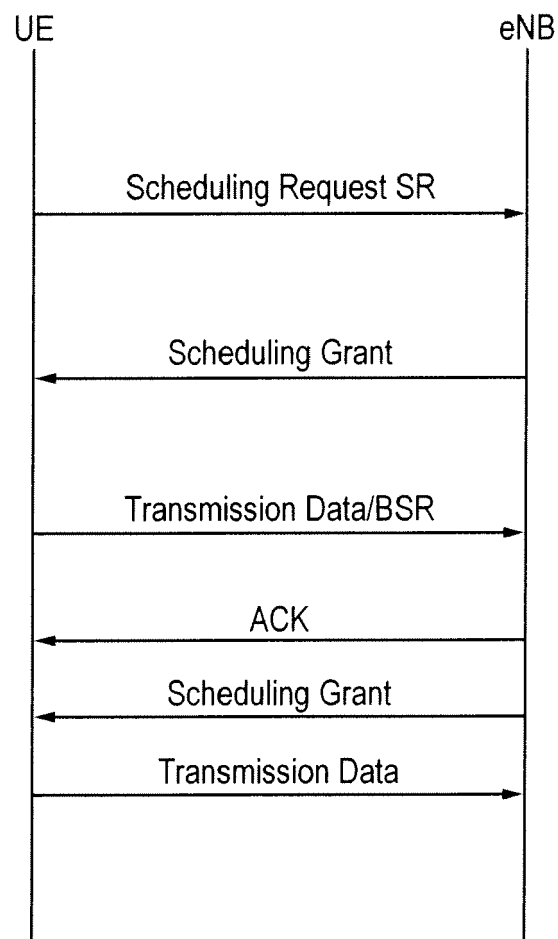 UE
eNB
Scheduling Request SR
Scheduling Grant
Transmission Data/BSR
ACK
Scheduling Grant
Transmission Data